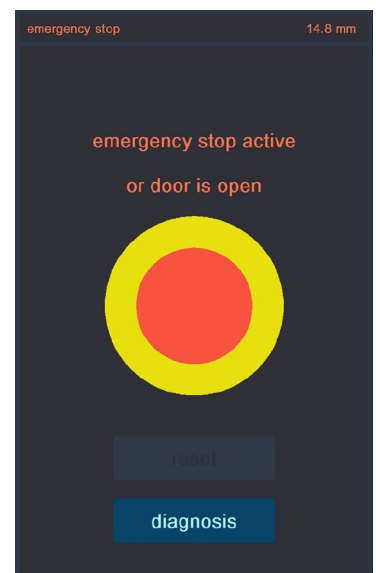 emergency stop 14.8 mm
emergency stop active
or door is open
reset
diagnosis